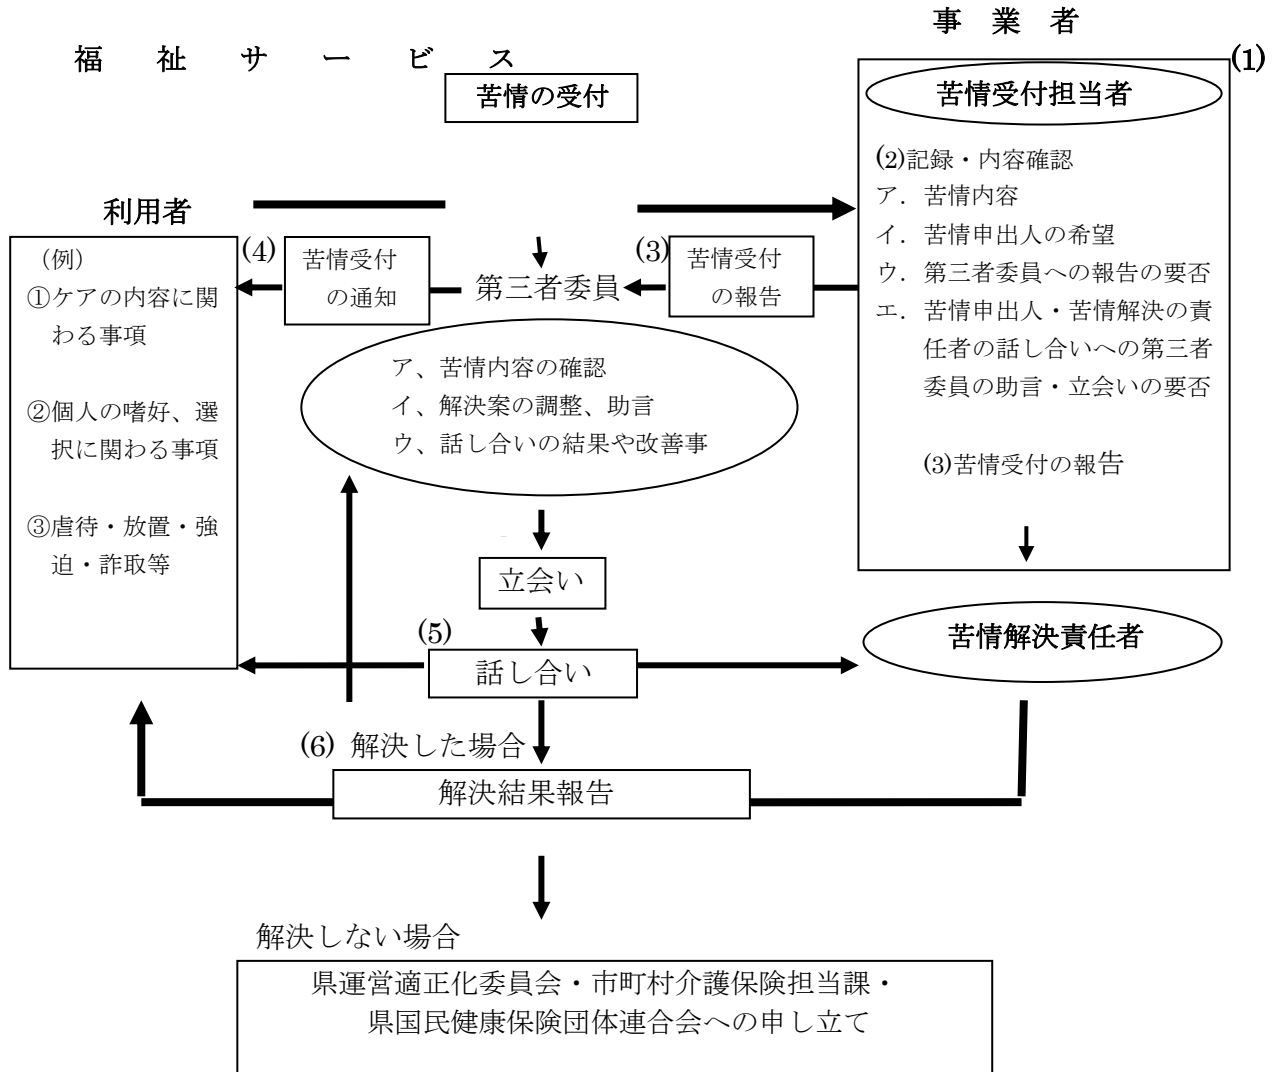 事 業 者
福 祉 サ ー ビ ス
(1)
苦情の受付
苦情受付担当者
(2)記録・内容確認
ア．苦情内容
イ．苦情申出人の希望
ウ．第三者委員への報告の要否
エ．苦情申出人・苦情解決の責
任者の話し合いへの第三者
委員の助言・立会いの要否
(3)苦情受付の報告
利用者
（例）
①ケアの内容に関
わる事項
②個人の嗜好、選
択に関わる事項
③虐待・放置・強
迫・詐取等
(4)
苦情受付
の通知
第三者委員
(3)
苦情受付
の報告
ア、苦情内容の確認
イ、解決案の調整、助言
ウ、話し合いの結果や改善事
立会い
(5)
話し合い
苦情解決責任者
(6) 解決した場合
解決結果報告
解決しない場合
県運営適正化委員会・市町村介護保険担当課・
県国民健康保険団体連合会への申し立て